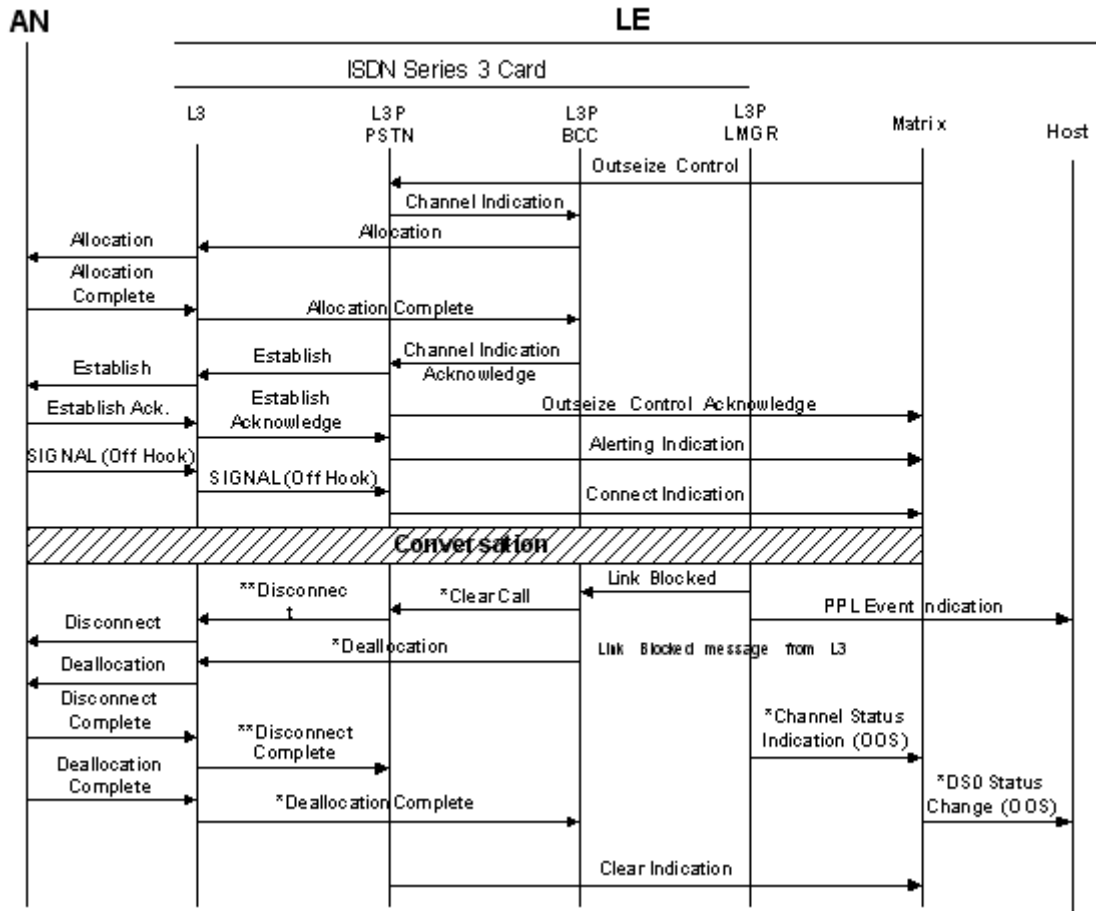 AN
LE
ISDN Series 3 Card
L3
L3P
PSTN
L3P
BCC
L3P
LMGR
Matrix
Host
Outseize Control
Channel Indication
Allocation
Allocation
Allocation
Complete
Allocation Complete
Channel Indication
Acknowledge
Establish
Establish
Establish Ack.
Establish
Acknowledge
Outseize Control Acknowledge
SIGNAL (Off Hook)
Alerting Indication
SIGNAL (Off Hook)
Connect Indication
Conversation
Link Blocked
*Clear Call
**Disconnec
t
PPL Event Indication
Disconnect
*Deallocation
Link Blocked message from L3
Deallocation
Disconnect
Complete
*Channel Status
Indication (OOS)
**Disconnect
Complete
Deallocation
Complete
*DS0 Status
Change (OOS)
*Deallocation Complete
Clear Indication